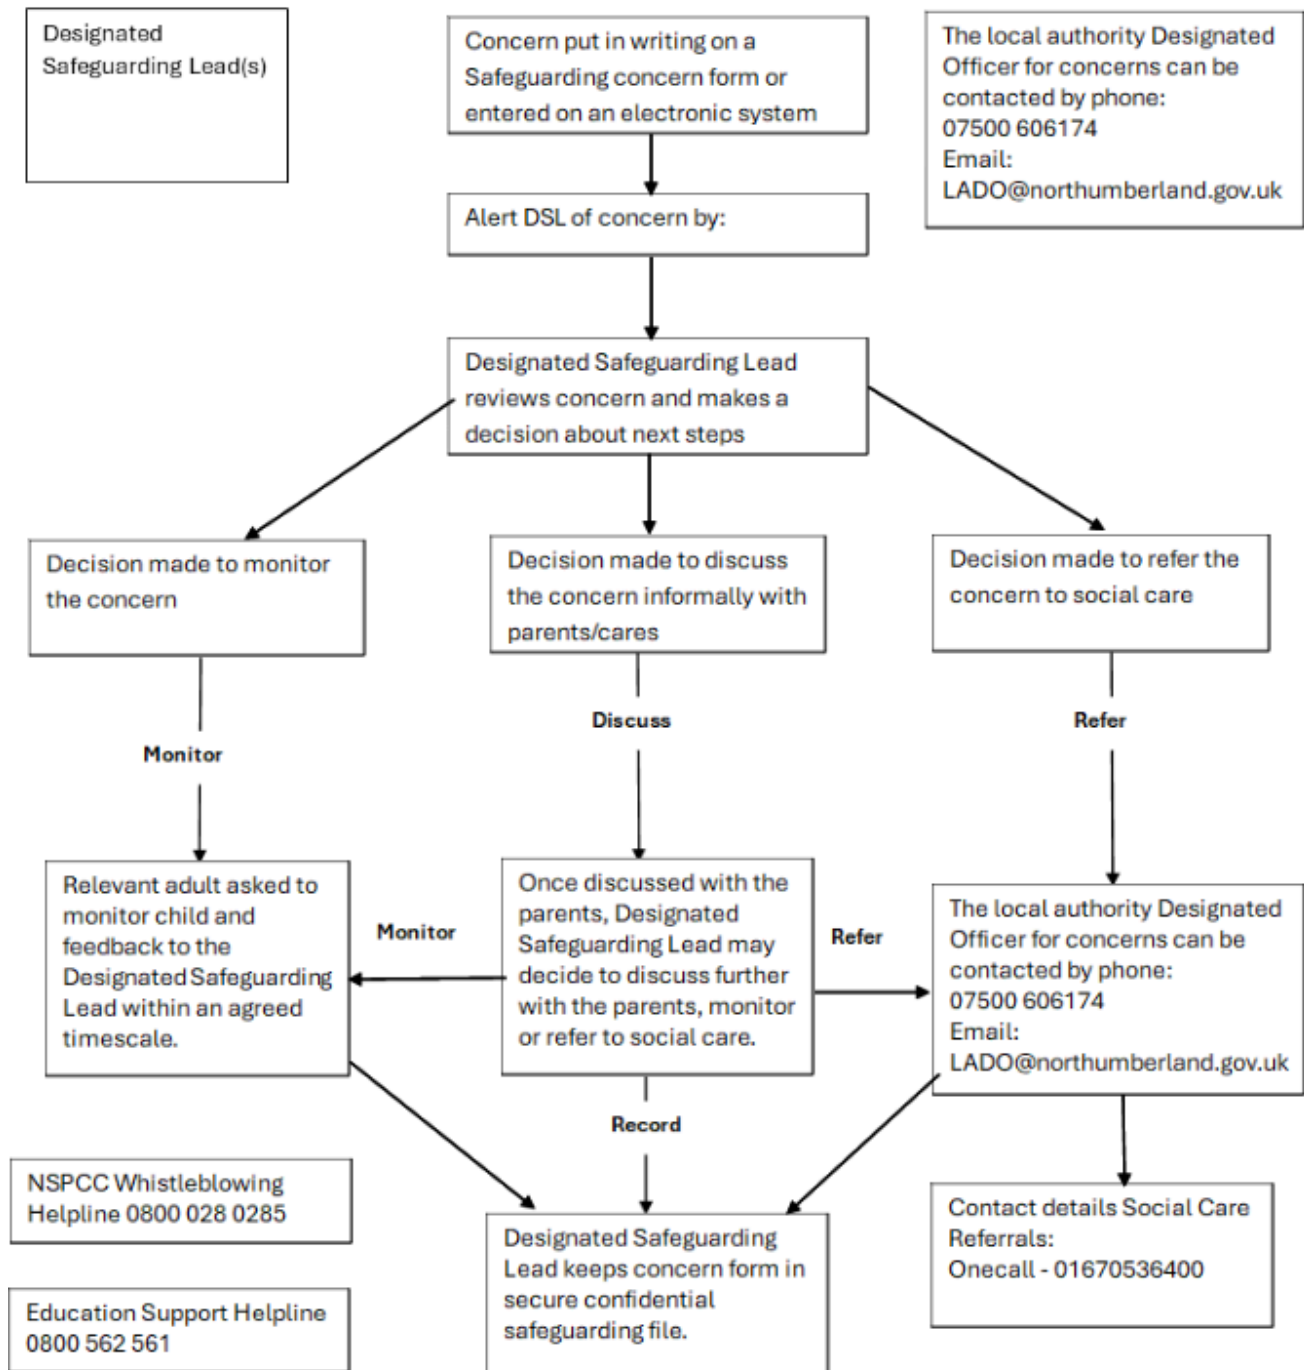 Designated
Safeguarding Lead(s)
Concern put in writing on a
Safeguarding concern form or
entered on an electronic system
The local authority Designated
Officer for concerns can be
contacted by phone:
07500 606174
Email:
LADO@northumberland.gov.uk
Alert DSL of concern by:
Designated Safeguarding Lead
reviews concern and makes a
decision about next steps
Decision made to monitor
the concern
Decision made to discuss
the concern informally with
parents/cares
Decision made to refer the
concern to social care
Monitor
Discuss
Refer
Relevant adult asked to
monitor child and
feedback to the
Designated Safeguarding
Lead within an agreed
timescale.
Monitor
Once discussed with the
parents, Designated
Safeguarding Lead may
decide to discuss further
with the parents, monitor
or refer to social care.
Refer
The local authority Designated
Officer for concerns can be
contacted by phone:
07500 606174
Email:
LADO@northumberland.gov.uk
Record
NSPCC Whistleblowing
Helpline 0800 028 0285
Designated Safeguarding
Lead keeps concern form in
secure confidential
safeguarding file.
Contact details Social Care
Referrals:
Onecall - 01670536400
Education Support Helpline
0800 562 561